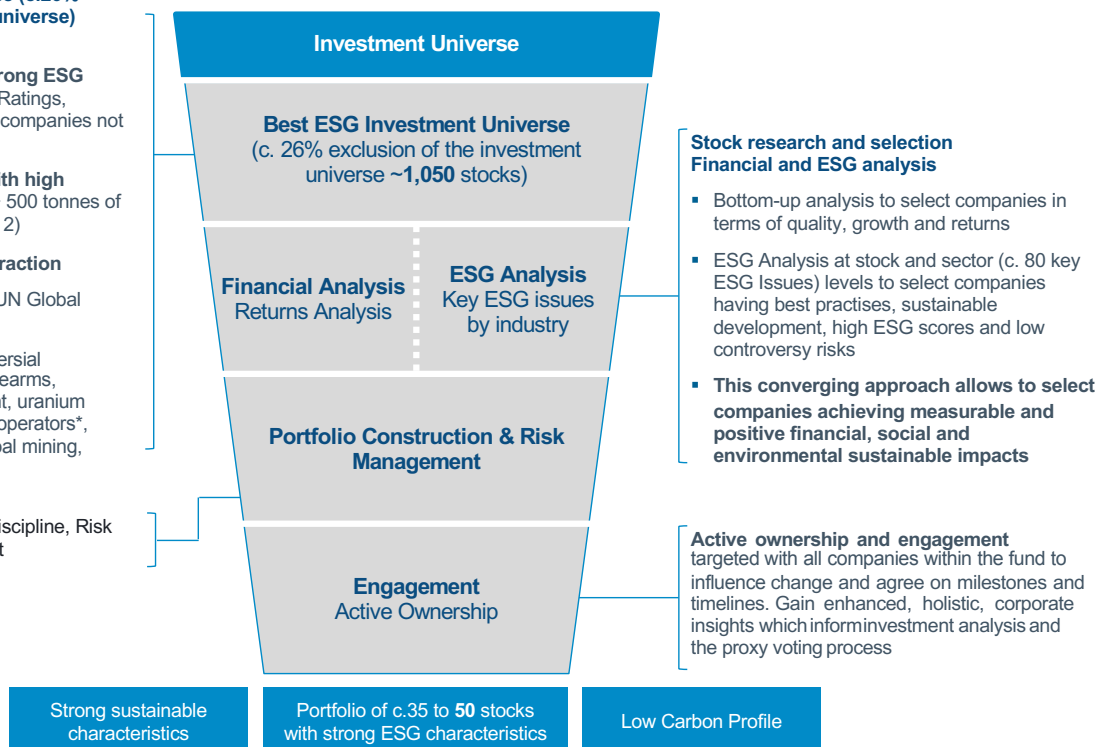 universe)
Investment Universe
rong ESG
Ratings,
companies not
ith high
500 tonnes of
2)
raction
UN Global
ersial
earms,
t, uranium
operators*,
oal mining,
iscipline, Risk
t
Best ESG Investment Universe
(c. 26% exclusion of the investment
universe ~1,050 stocks)
Financial Analysis
Returns Analysis
ESG Analysis
Key ESG issues
by industry
Portfolio Construction & Risk
Management
Engagement
Active Ownership
Stock research and selection
Financial and ESG analysis
▪ Bottom-up analysis to select companies in
terms of quality, growth and returns
▪ ESG Analysis at stock and sector (c. 80 key
ESG Issues) levels to select companies
having best practises, sustainable
development, high ESG scores and low
controversy risks
▪ This converging approach allows to select
companies achieving measurable and
positive financial, social and
environmental sustainable impacts
Active ownership and engagement
targeted with all companies within the fund to
influence change and agree on milestones and
timelines. Gain enhanced, holistic, corporate
insights which informinvestment analysis and
the proxy voting process
Strong sustainable
characteristics
Portfolio of c.35 to 50 stocks
with strong ESG characteristics
Low Carbon Profile